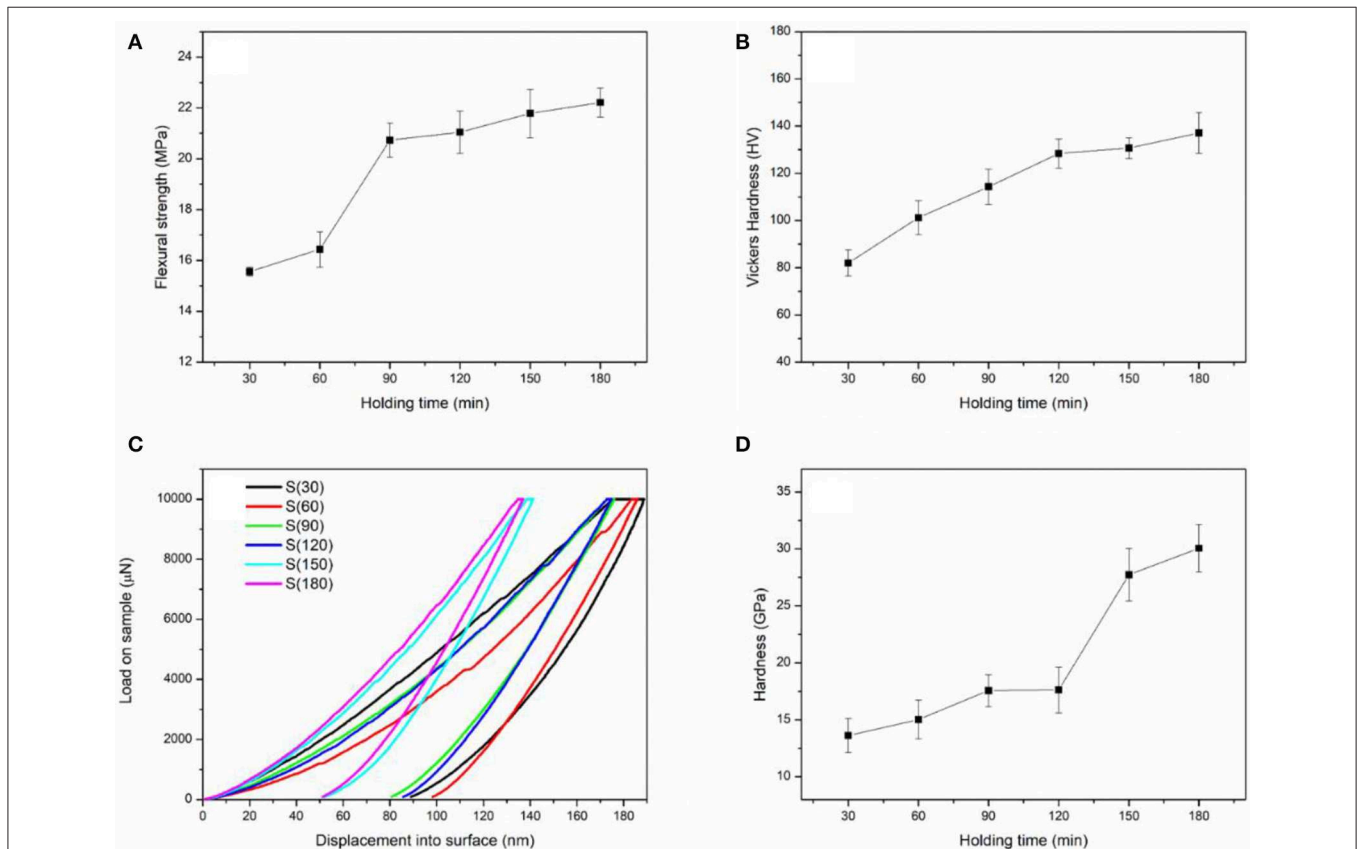 A
24
22
20
18
16
14
12
Flexural strength (MPa)
30 60 90 120 150 180
Holding time (min)
B
180
160
140
120
100
80
60
40
Vickers Hardness (HV)
30 60 90 120 150 180
Holding time (min)
C
10000
8000
6000
4000
2000
0
Load on sample (μN)
S(30)
S(60)
S(90)
S(120)
S(150)
S(180)
0 20 40 60 80 100 120 140 160 180
Displacement into surface (nm)
D
35
30
25
20
15
10
Hardness (GPa)
30 60 90 120 150 180
Holding time (min)